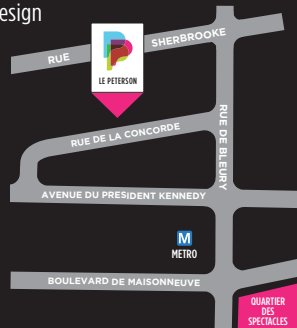 esign
RUE SHERBROOKE
LE PETERSON
RUE DE LA CONCORDE
RUE DE BLEURY
AVENUE DU PRESIDENT KENNEDY
M
METRO
BOULEVARD DE MAISONNEUVE
QUARTIER
DES
SPECTACLES